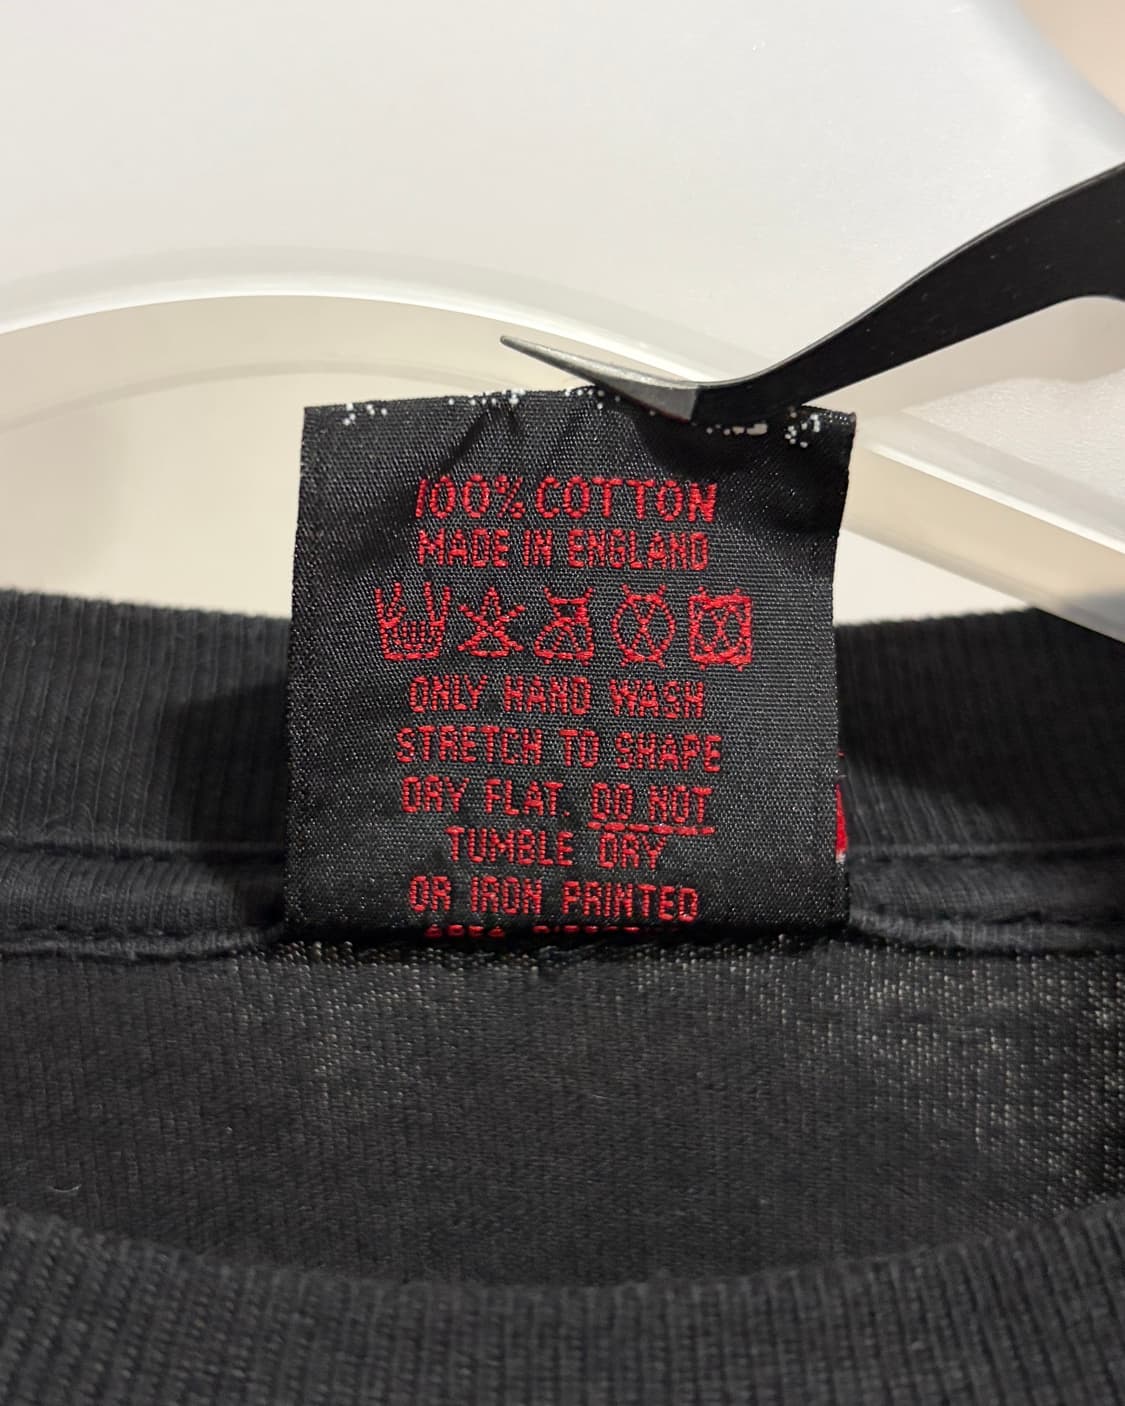 100% COTTON
MADE IN ENGLAND
ONLY HAND WASH
STRETCH TO SHAPE
DRY FLAT. DO NOT
TUMBLE DRY
OR IRON PRINTED